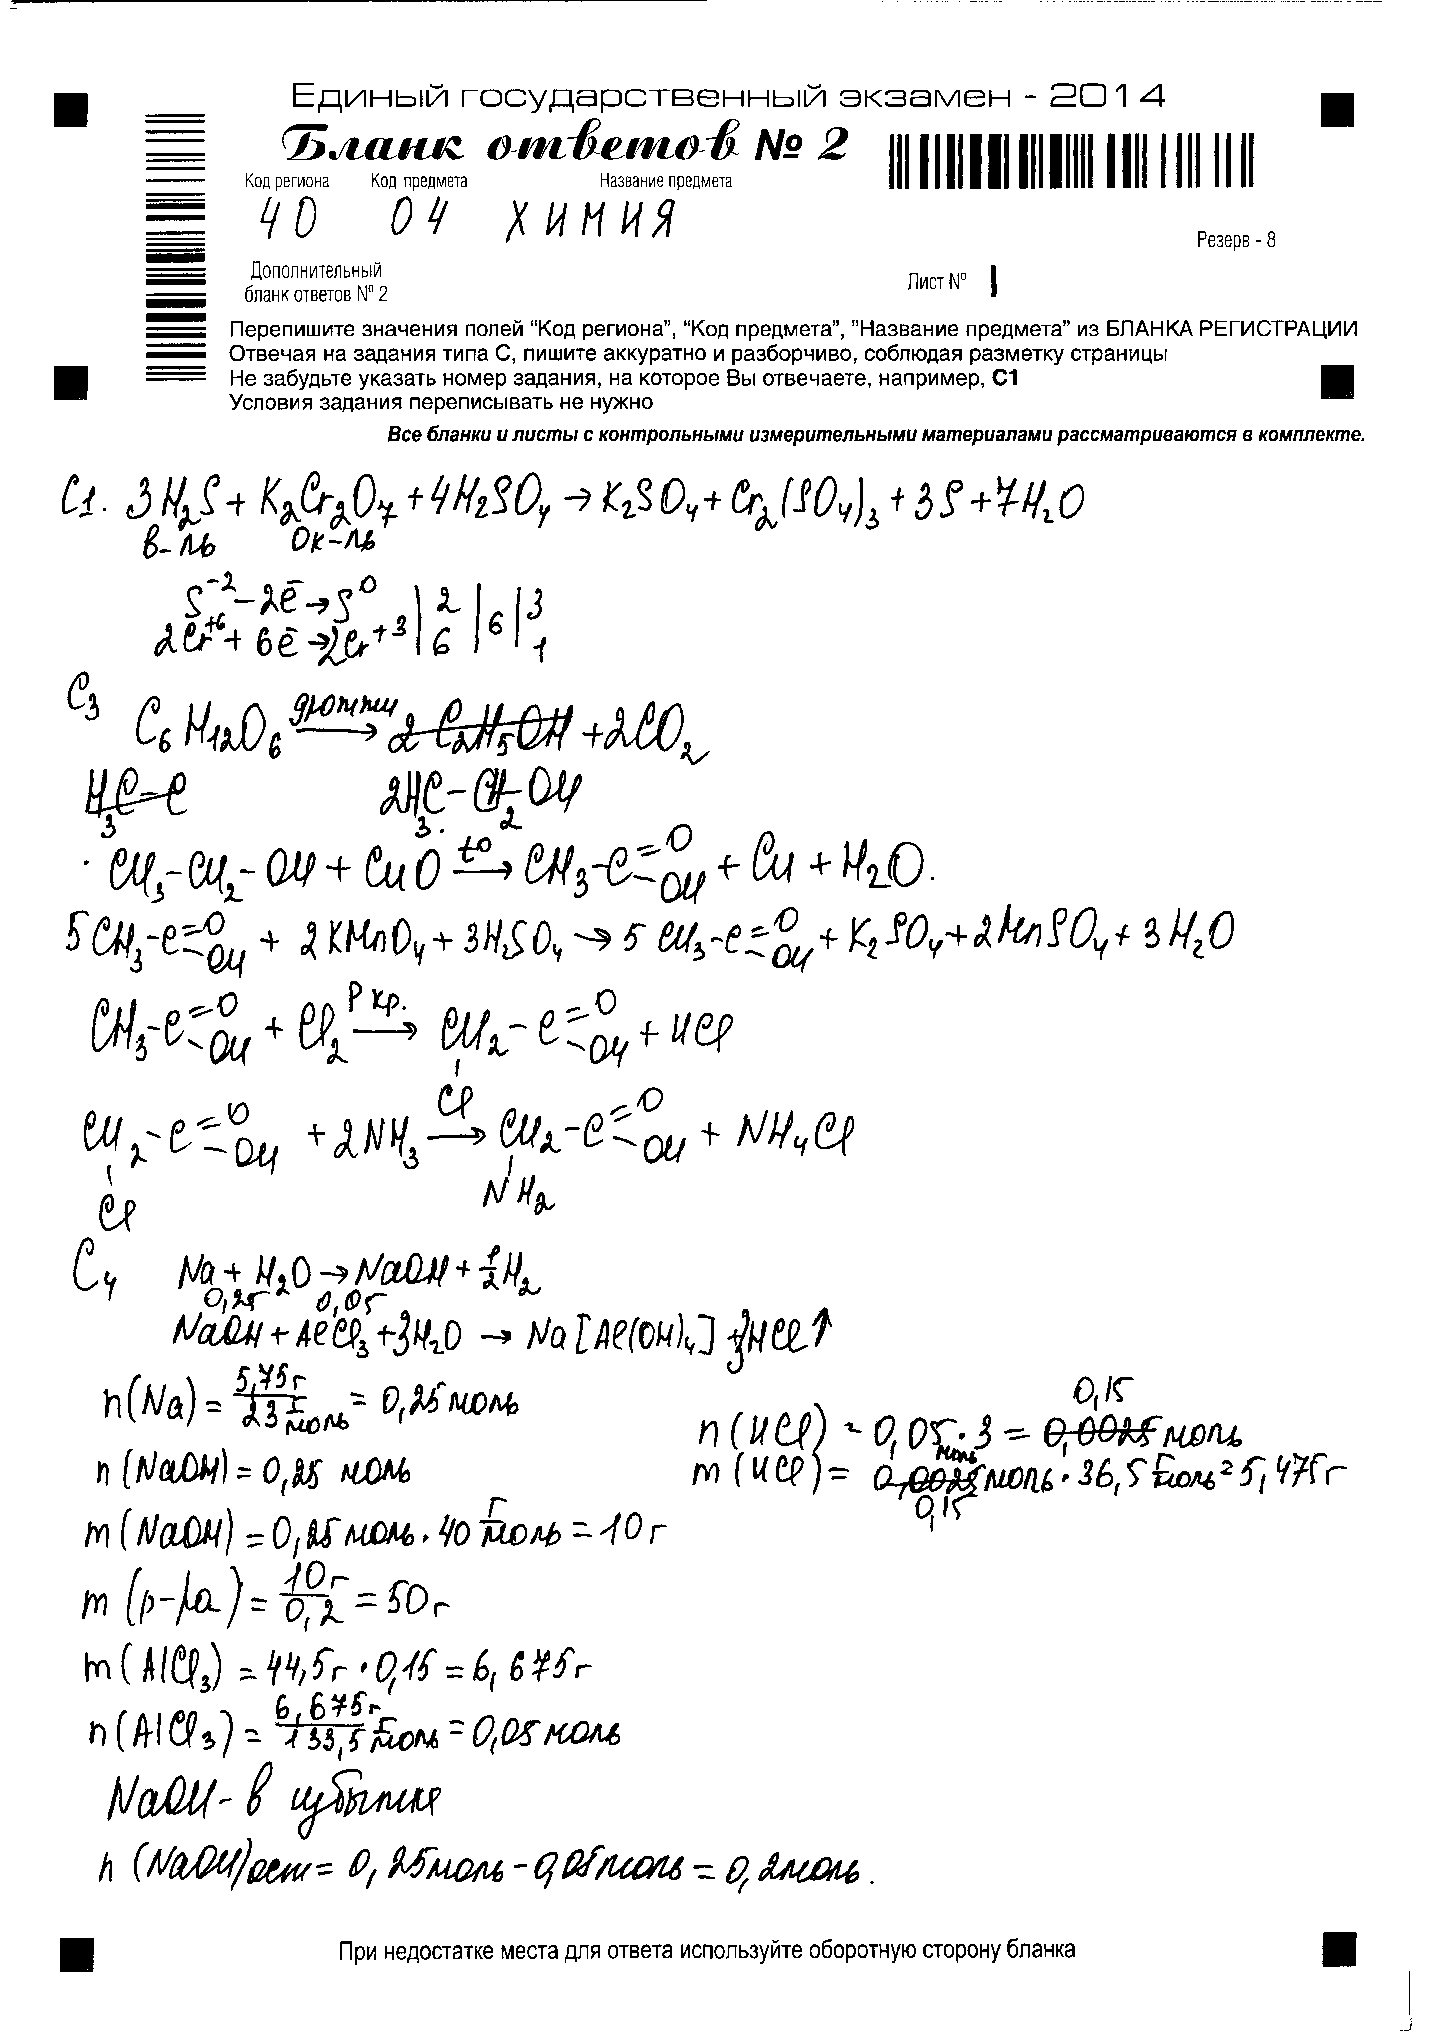 Единый государственный экзамен - 2014
Бланк ответов № 2
Код региона Код предмета Название предмета
40 04 ХИМИЯ
Резерв - 8
Дополнительный
бланк ответов № 2
Лист № 1
Перепишите значения полей "Код региона", "Код предмета", "Название предмета" из БЛАНКА РЕГИСТРАЦИИ
Отвечая на задания типа С, пишите аккуратно и разборчиво, соблюдая разметку страницы
Не забудьте указать номер задания, на которое Вы отвечаете, например, С1
Условия задания переписывать не нужно
Все бланки и листы с контрольными измерительными материалами рассматриваются в комплекте.
С1. 3H₂S + K₂Cr₂O₇ + 4H₂SO₄ → K₂SO₄ + Cr₂(SO₄)₃ + 3S + 7H₂O
в-ль ок-ль
S⁻² - 2ē → S⁰ | 2 | 6 | 3
2Cr⁺⁶ + 6ē → 2Cr⁺³ | 6 | | 1
С3
C₆H₁₂O₆ дрожжи → 2 C₂H₅OH + 2CO₂
H₃C-C 2H₃C-CH₂-OH
· CH₃-CH₂-OH + CuO t° → CH₃-C=O-OH + Cu + H₂O.
5CH₃-C=O-OH + 2KMnO₄ + 3H₂SO₄ → 5 CH₃-C=O-OH + K₂SO₄ + 2MnSO₄ + 3H₂O
CH₃-C=O-OH + Cl₂ P кр. → CH₂-C=O-OH + HCl
Cl
CH₂-C=O-OH + 2NH₃ → CH₂-C=O-OH + NH₄Cl
Cl NH₂
С4 Na + H₂O → NaOH + ½H₂
0,25 0,05
NaOH + AlCl₃ + 3H₂O → Na[Al(OH)₄] + 3HCl↑
n(Na) = 5,75г / 23 г/моль = 0,25 моль
n(NaOH) = 0,25 моль
m(NaOH) = 0,25 моль · 40 г/моль = 10 г
m(р-ра) = 10г / 0,2 = 50 г
m(AlCl₃) = 44,5г · 0,15 = 6,675г
n(AlCl₃) = 6,675г / 133,5 г/моль = 0,05 моль
NaOH - в избытке
n(NaOH)ост = 0,25моль - 0,05моль = 0,2моль.
0,15
n(HCl) = 0,05 моль · 3 = 0,0025 моль
m(HCl) = 0,0025 моль · 36,5 г/моль = 5,475 г
0,15
При недостатке места для ответа используйте оборотную сторону бланка